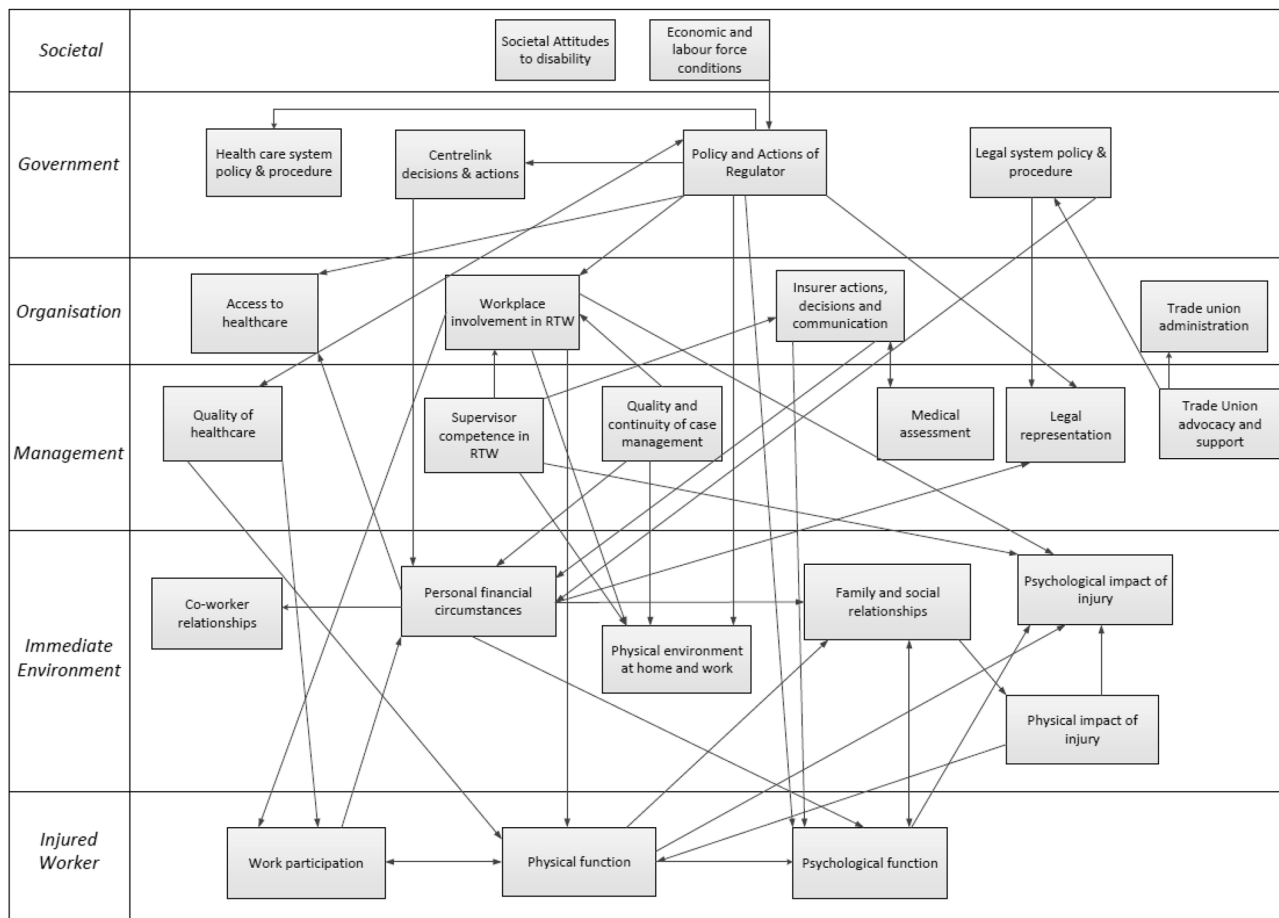 Societal
Societal Attitudes
to disability
Economic and
labour force
conditions
Government
Health care system
policy & procedure
Centrelink
decisions & actions
Policy and Actions of
Regulator
Legal system policy &
procedure
Organisation
Access to
healthcare
Workplace
involvement in RTW
Insurer actions,
decisions and
communication
Trade union
administration
Management
Quality of
healthcare
Supervisor
competence in
RTW
Quality and
continuity of case
management
Medical
assessment
Legal
representation
Trade Union
advocacy and
support
Immediate
Environment
Co-worker
relationships
Personal financial
circumstances
Physical environment
at home and work
Family and social
relationships
Psychological impact of
injury
Physical impact of
injury
Injured
Worker
Work participation
Physical function
Psychological function